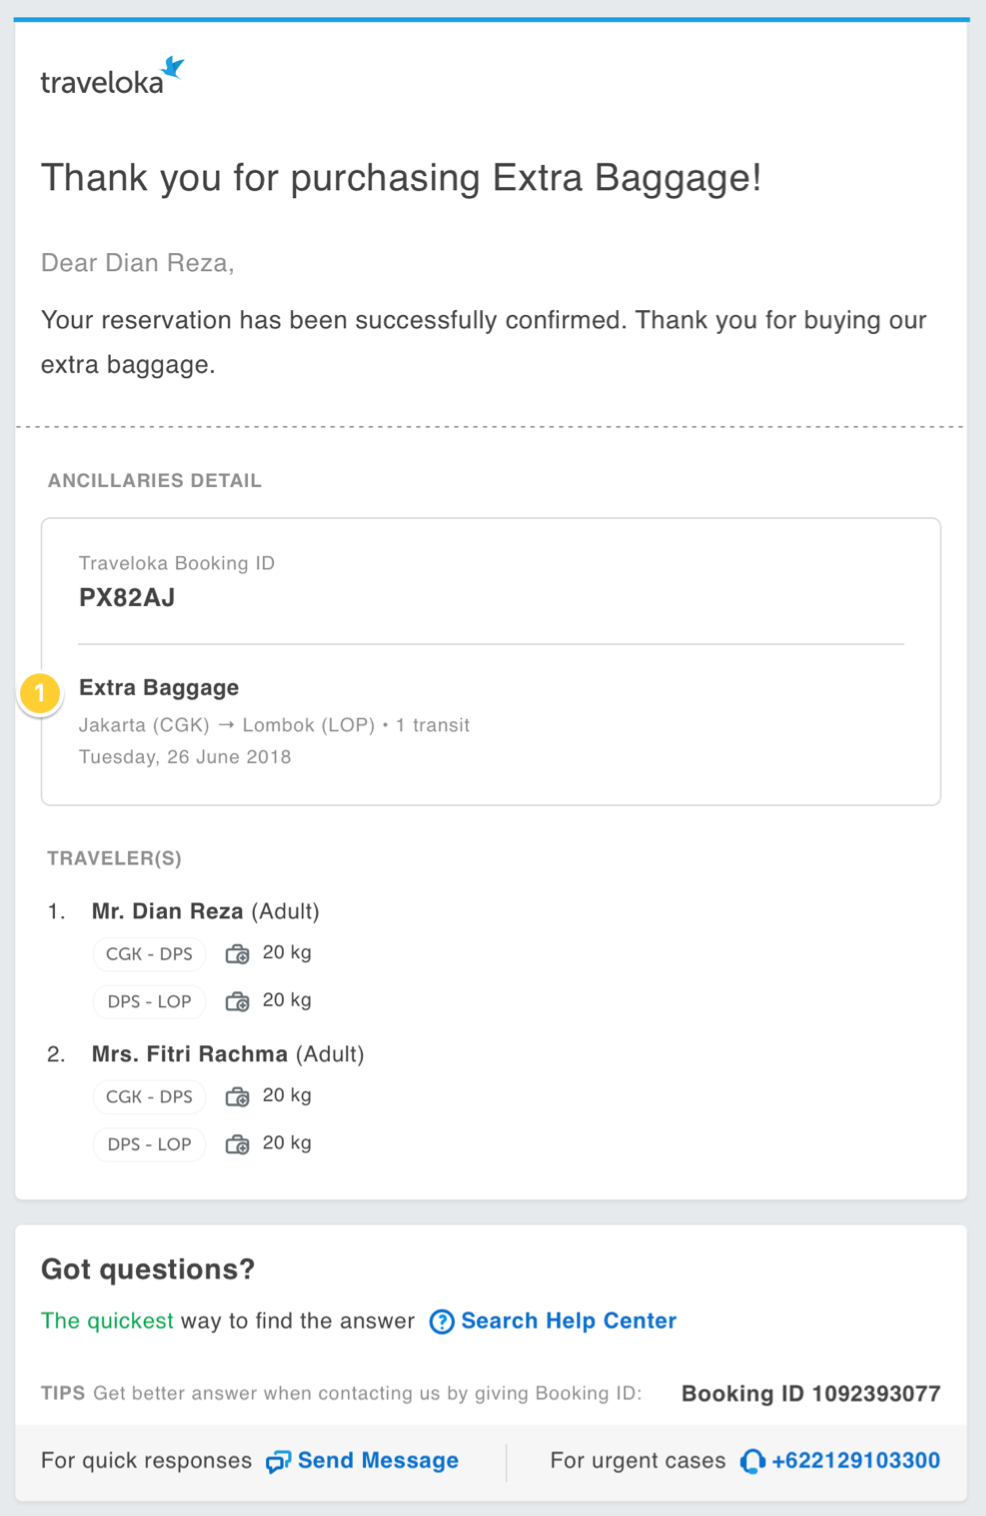 traveloka
Thank you for purchasing Extra Baggage!
Dear Dian Reza,
Your reservation has been successfully confirmed. Thank you for buying our
extra baggage.
ANCILLARIES DETAIL
Traveloka Booking ID
PX82AJ
1
Extra Baggage
Jakarta (CGK) → Lombok (LOP) • 1 transit
Tuesday, 26 June 2018
TRAVELER(S)
1. Mr. Dian Reza (Adult)
CGK - DPS 20 kg
DPS - LOP 20 kg
2. Mrs. Fitri Rachma (Adult)
CGK - DPS 20 kg
DPS - LOP 20 kg
Got questions?
The quickest way to find the answer ? Search Help Center
TIPS Get better answer when contacting us by giving Booking ID: Booking ID 1092393077
For quick responses Send Message For urgent cases +622129103300